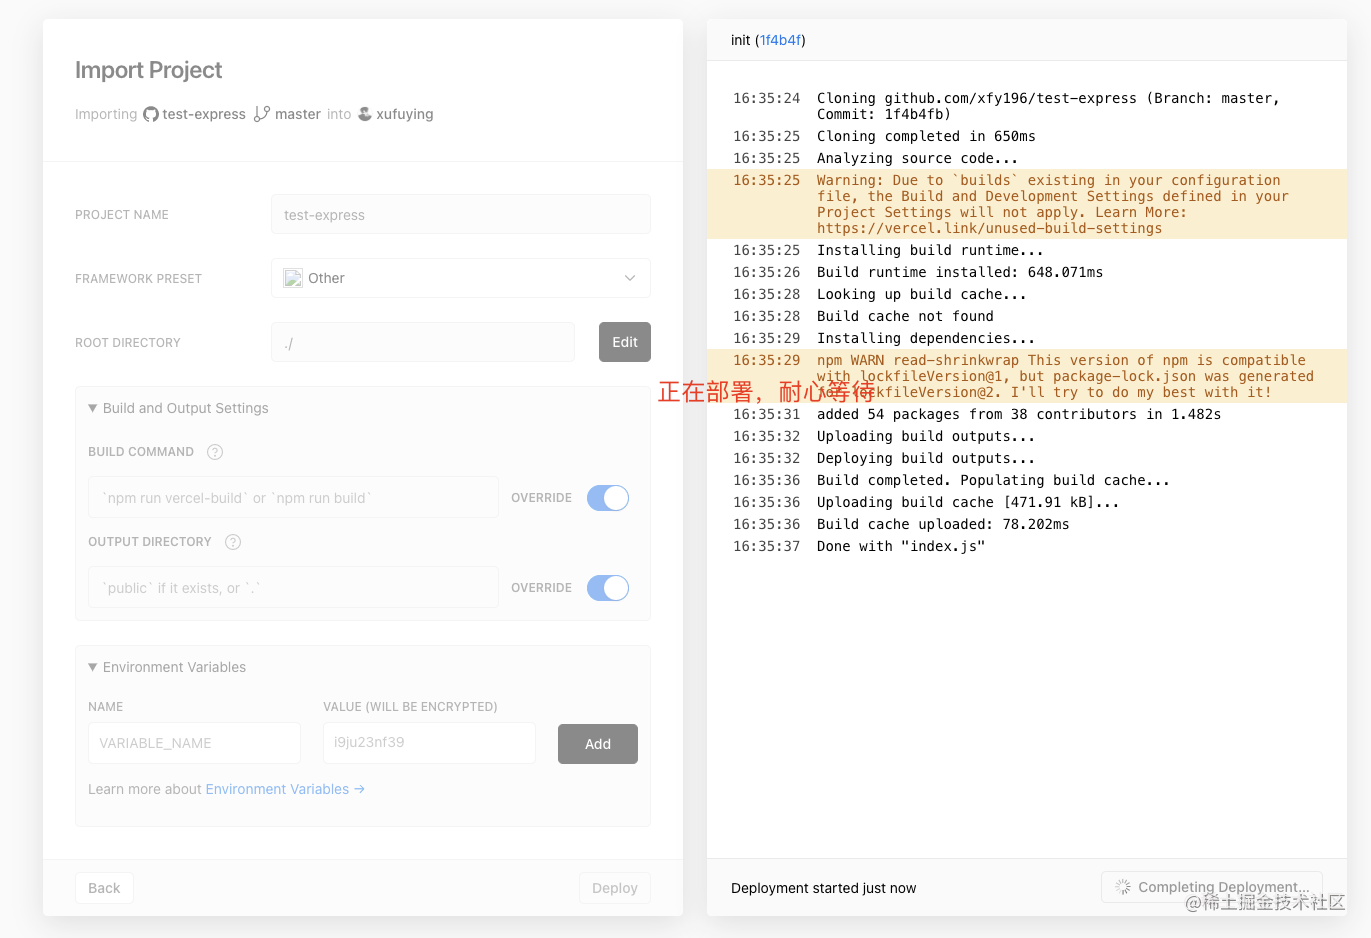 Import Project
Importing test-express master into xufuying
PROJECT NAME
test-express
FRAMEWORK PRESET
Other
ROOT DIRECTORY
./
Edit
Build and Output Settings
BUILD COMMAND ?
`npm run vercel-build` or `npm run build`
OVERRIDE
OUTPUT DIRECTORY ?
`public` if it exists, or `.`
OVERRIDE
Environment Variables
NAME
VALUE (WILL BE ENCRYPTED)
VARIABLE_NAME
i9ju23nf39
Add
Learn more about Environment Variables →
Back
Deploy
正在部署，耐心等待
init (1f4b4f)
16:35:24 Cloning github.com/xfy196/test-express (Branch: master,
Commit: 1f4b4fb)
16:35:25 Cloning completed in 650ms
16:35:25 Analyzing source code...
16:35:25 Warning: Due to `builds` existing in your configuration
file, the Build and Development Settings defined in your
Project Settings will not apply. Learn More:
https://vercel.link/unused-build-settings
16:35:25 Installing build runtime...
16:35:26 Build runtime installed: 648.071ms
16:35:28 Looking up build cache...
16:35:28 Build cache not found
16:35:29 Installing dependencies...
16:35:29 npm WARN read-shrinkwrap This version of npm is compatible
with lockfileVersion@1, but package-lock.json was generated
for lockfileVersion@2. I'll try to do my best with it!
16:35:31 added 54 packages from 38 contributors in 1.482s
16:35:32 Uploading build outputs...
16:35:32 Deploying build outputs...
16:35:36 Build completed. Populating build cache...
16:35:36 Uploading build cache [471.91 kB]...
16:35:36 Build cache uploaded: 78.202ms
16:35:37 Done with "index.js"
Deployment started just now
Completing Deployment...
@稀土掘金技术社区